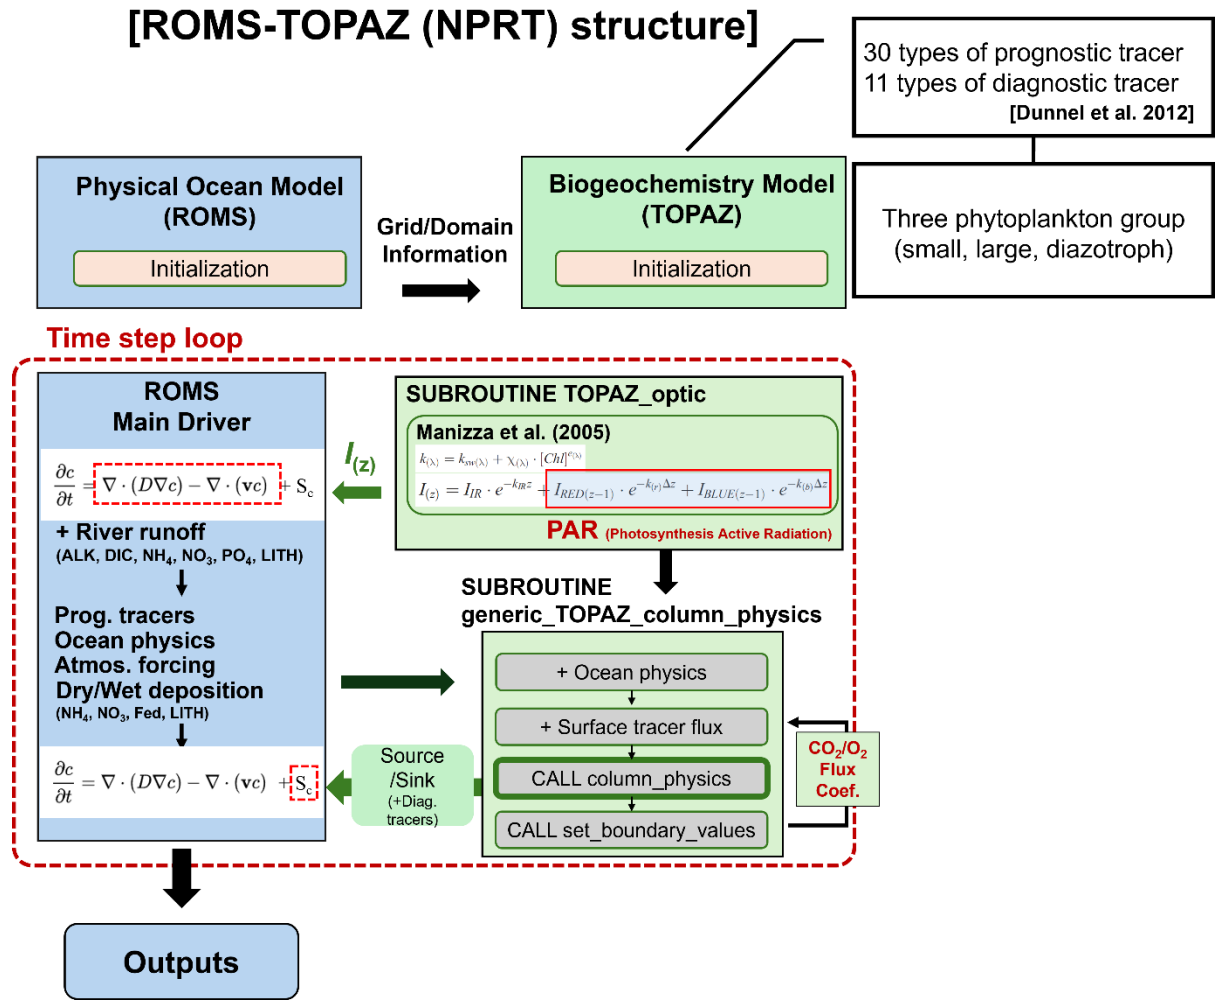 [ROMS-TOPAZ (NPRT) structure]
30 types of prognostic tracer
11 types of diagnostic tracer
[Dunnel et al. 2012]
Three phytoplankton group
(small, large, diazotroph)
Physical Ocean Model
(ROMS)
Initialization
Grid/Domain
Information
Biogeochemistry Model
(TOPAZ)
Initialization
Time step loop
ROMS
Main Driver
∂c/∂t = ∇·(D∇c) − ∇·(vc) + S_c
+ River runoff
(ALK, DIC, NH₄, NO₃, PO₄, LITH)
Prog. tracers
Ocean physics
Atmos. forcing
Dry/Wet deposition
(NH₄, NO₃, Fed, LITH)
∂c/∂t = ∇·(D∇c) − ∇·(vc) + S_c
I(z)
SUBROUTINE TOPAZ_optic
Manizza et al. (2005)
k(λ) = k_sw(λ) + χ(λ) · [Chl]^e(λ)
I(z) = I_IR · e^−k_IR z + I_RED(z−1) · e^−k(r)Δz + I_BLUE(z−1) · e^−k(b)Δz
PAR (Photosynthesis Active Radiation)
SUBROUTINE
generic_TOPAZ_column_physics
+ Ocean physics
+ Surface tracer flux
CALL column_physics
CALL set_boundary_values
CO₂/O₂
Flux
Coef.
Source
/Sink
(+Diag.
tracers)
Outputs